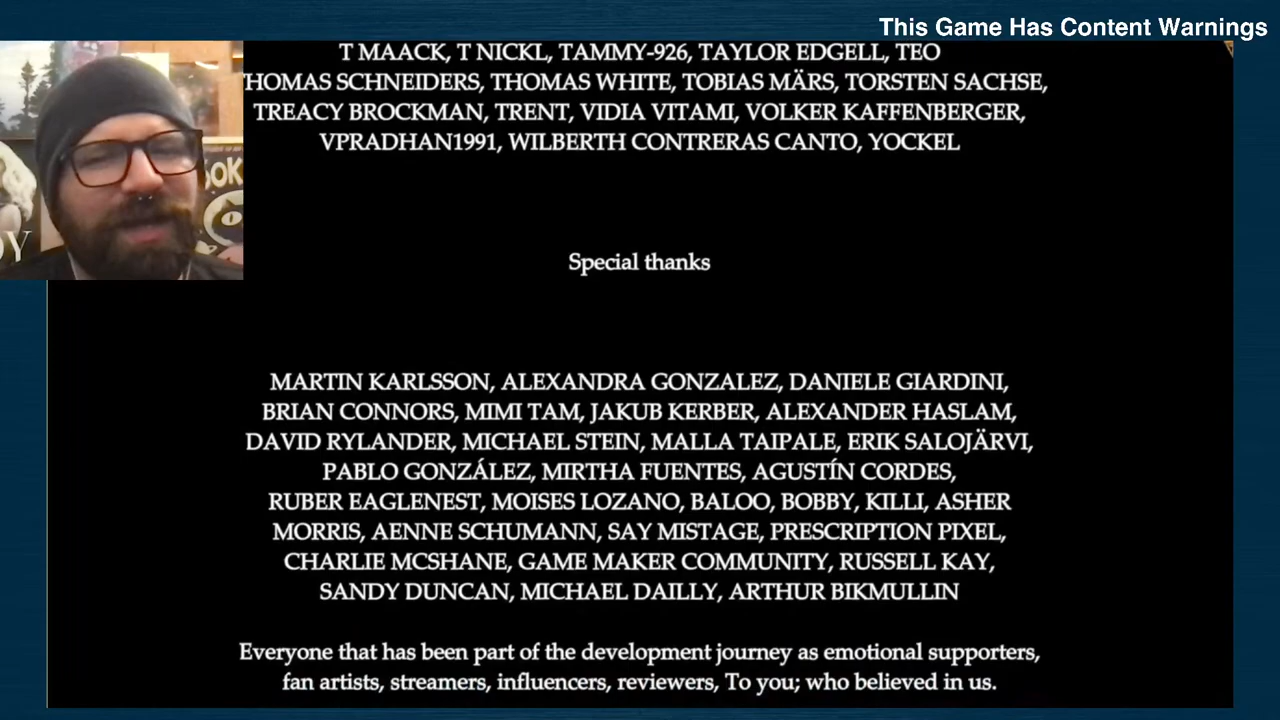 This Game Has Content Warnings
T MAACK, T NICKL, TAMMY-926, TAYLOR EDGELL, TEO
HOMAS SCHNEIDERS, THOMAS WHITE, TOBIAS MÄRS, TORSTEN SACHSE,
TREACY BROCKMAN, TRENT, VIDIA VITAMI, VOLKER KAFFENBERGER,
VPRADHAN1991, WILBERTH CONTRERAS CANTO, YOCKEL
Special thanks
MARTIN KARLSSON, ALEXANDRA GONZALEZ, DANIELE GIARDINI,
BRIAN CONNORS, MIMI TAM, JAKUB KERBER, ALEXANDER HASLAM,
DAVID RYLANDER, MICHAEL STEIN, MALLA TAIPALE, ERIK SALOJÄRVI,
PABLO GONZÁLEZ, MIRTHA FUENTES, AGUSTÍN CORDES,
RUBER EAGLENEST, MOISES LOZANO, BALOO, BOBBY, KILLI, ASHER
MORRIS, AENNE SCHUMANN, SAY MISTAGE, PRESCRIPTION PIXEL,
CHARLIE MCSHANE, GAME MAKER COMMUNITY, RUSSELL KAY,
SANDY DUNCAN, MICHAEL DAILLY, ARTHUR BIKMULLIN
Everyone that has been part of the development journey as emotional supporters,
fan artists, streamers, influencers, reviewers, To you; who believed in us.